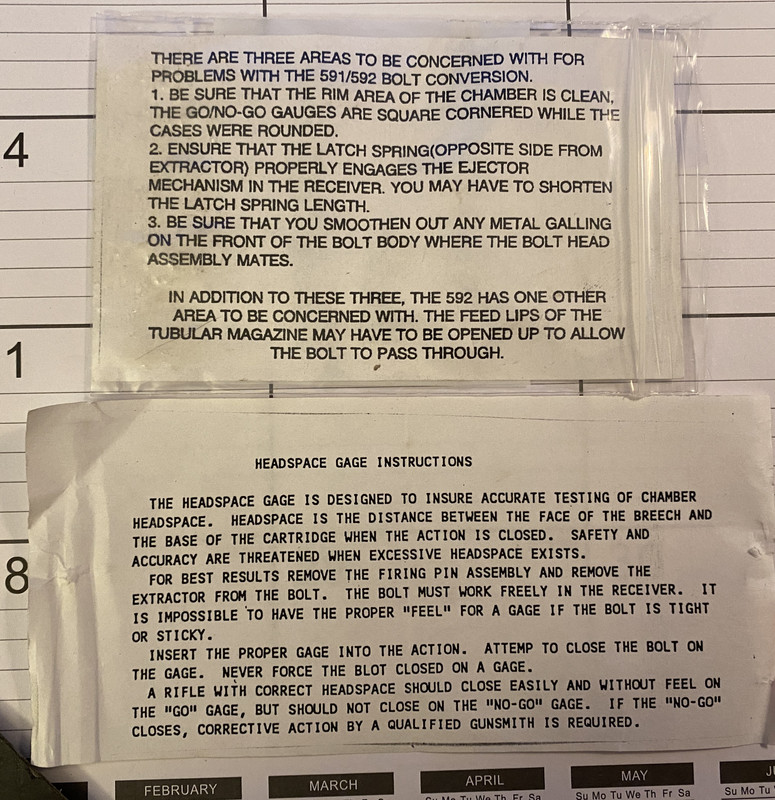 THERE ARE THREE AREAS TO BE CONCERNED WITH FOR
PROBLEMS WITH THE 591/592 BOLT CONVERSION.
1. BE SURE THAT THE RIM AREA OF THE CHAMBER IS CLEAN,
THE GO/NO-GO GAUGES ARE SQUARE CORNERED WHILE THE
CASES WERE ROUNDED.
2. ENSURE THAT THE LATCH SPRING(OPPOSITE SIDE FROM
EXTRACTOR) PROPERLY ENGAGES THE EJECTOR
MECHANISM IN THE RECEIVER. YOU MAY HAVE TO SHORTEN
THE LATCH SPRING LENGTH.
3. BE SURE THAT YOU SMOOTHEN OUT ANY METAL GALLING
ON THE FRONT OF THE BOLT BODY WHERE THE BOLT HEAD
ASSEMBLY MATES.
IN ADDITION TO THESE THREE, THE 592 HAS ONE OTHER
AREA TO BE CONCERNED WITH. THE FEED LIPS OF THE
TUBULAR MAGAZINE MAY HAVE TO BE OPENED UP TO ALLOW
THE BOLT TO PASS THROUGH.
4
1
8
HEADSPACE GAGE INSTRUCTIONS
THE HEADSPACE GAGE IS DESIGNED TO INSURE ACCURATE TESTING OF CHAMBER
HEADSPACE. HEADSPACE IS THE DISTANCE BETWEEN THE FACE OF THE BREECH AND
THE BASE OF THE CARTRIDGE WHEN THE ACTION IS CLOSED. SAFETY AND
ACCURACY ARE THREATENED WHEN EXCESSIVE HEADSPACE EXISTS.
FOR BEST RESULTS REMOVE THE FIRING PIN ASSEMBLY AND REMOVE THE
EXTRACTOR FROM THE BOLT. THE BOLT MUST WORK FREELY IN THE RECEIVER. IT
IS IMPOSSIBLE TO HAVE THE PROPER "FEEL" FOR A GAGE IF THE BOLT IS TIGHT
OR STICKY.
INSERT THE PROPER GAGE INTO THE ACTION. ATTEMP TO CLOSE THE BOLT ON
THE GAGE. NEVER FORCE THE BLOT CLOSED ON A GAGE.
A RIFLE WITH CORRECT HEADSPACE SHOULD CLOSE EASILY AND WITHOUT FEEL ON
THE "GO" GAGE, BUT SHOULD NOT CLOSE ON THE "NO-GO" GAGE. IF THE "NO-GO"
CLOSES, CORRECTIVE ACTION BY A QUALIFIED GUNSMITH IS REQUIRED.
FEBRUARY MARCH APRIL MAY
Su Mo Tu We Th Fr Sa Su Mo Tu We Th Fr Sa Su Mo Tu